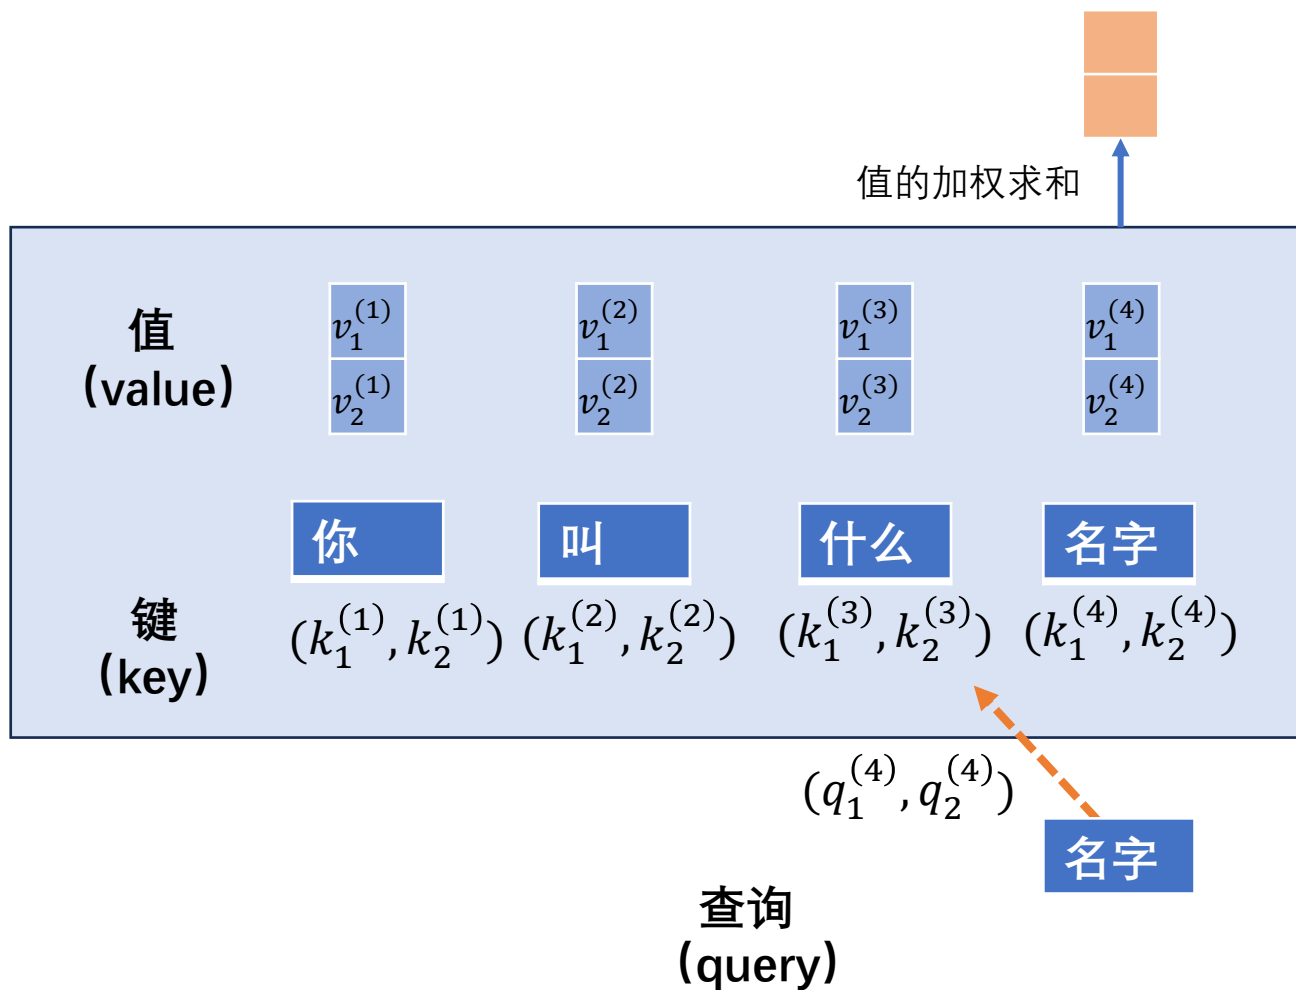 值的加权求和
值
(value)
$v_1^{(1)}$ $v_1^{(2)}$ $v_1^{(3)}$ $v_1^{(4)}$
$v_2^{(1)}$ $v_2^{(2)}$ $v_2^{(3)}$ $v_2^{(4)}$
你 叫 什么 名字
键
(key)
$(k_1^{(1)}, k_2^{(1)})$ $(k_1^{(2)}, k_2^{(2)})$ $(k_1^{(3)}, k_2^{(3)})$ $(k_1^{(4)}, k_2^{(4)})$
$(q_1^{(4)}, q_2^{(4)})$
名字
查询
(query)